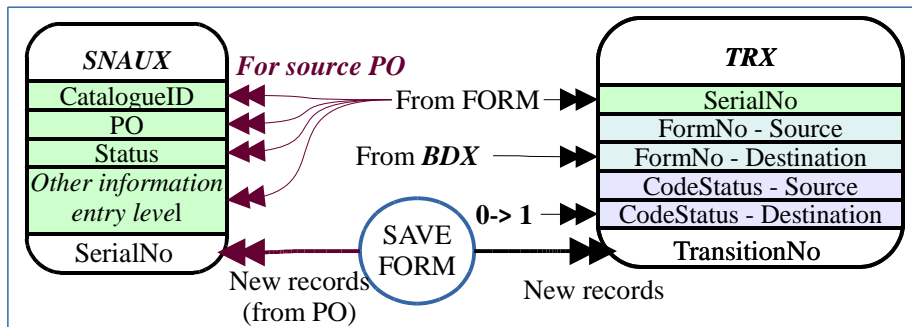 SNAUX
CatalogueID
PO
Status
Other information
entry level
SerialNo
For source PO
From FORM
From BDX
0-> 1
SAVE
FORM
New records
(from PO)
New records
TRX
SerialNo
FormNo - Source
FormNo - Destination
CodeStatus - Source
CodeStatus - Destination
TransitionNo